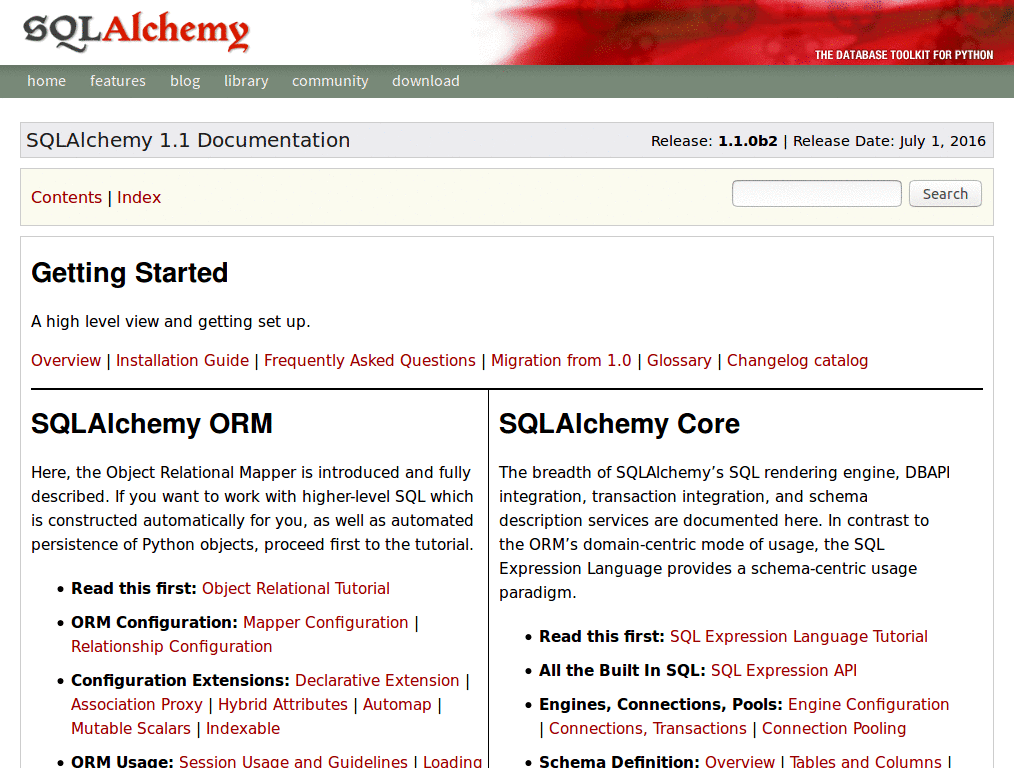 SQLAlchemy
THE DATABASE TOOLKIT FOR PYTHON
home features blog library community download
SQLAlchemy 1.1 Documentation
Release: 1.1.0b2 | Release Date: July 1, 2016
Contents | Index
Search
Getting Started
A high level view and getting set up.
Overview | Installation Guide | Frequently Asked Questions | Migration from 1.0 | Glossary | Changelog catalog
SQLAlchemy ORM
Here, the Object Relational Mapper is introduced and fully
described. If you want to work with higher-level SQL which
is constructed automatically for you, as well as automated
persistence of Python objects, proceed first to the tutorial.
• Read this first: Object Relational Tutorial
• ORM Configuration: Mapper Configuration |
Relationship Configuration
• Configuration Extensions: Declarative Extension |
Association Proxy | Hybrid Attributes | Automap |
Mutable Scalars | Indexable
• ORM Usage: Session Usage and Guidelines | Loading
SQLAlchemy Core
The breadth of SQLAlchemy’s SQL rendering engine, DBAPI
integration, transaction integration, and schema
description services are documented here. In contrast to
the ORM’s domain-centric mode of usage, the SQL
Expression Language provides a schema-centric usage
paradigm.
• Read this first: SQL Expression Language Tutorial
• All the Built In SQL: SQL Expression API
• Engines, Connections, Pools: Engine Configuration
| Connections, Transactions | Connection Pooling
• Schema Definition: Overview | Tables and Columns |